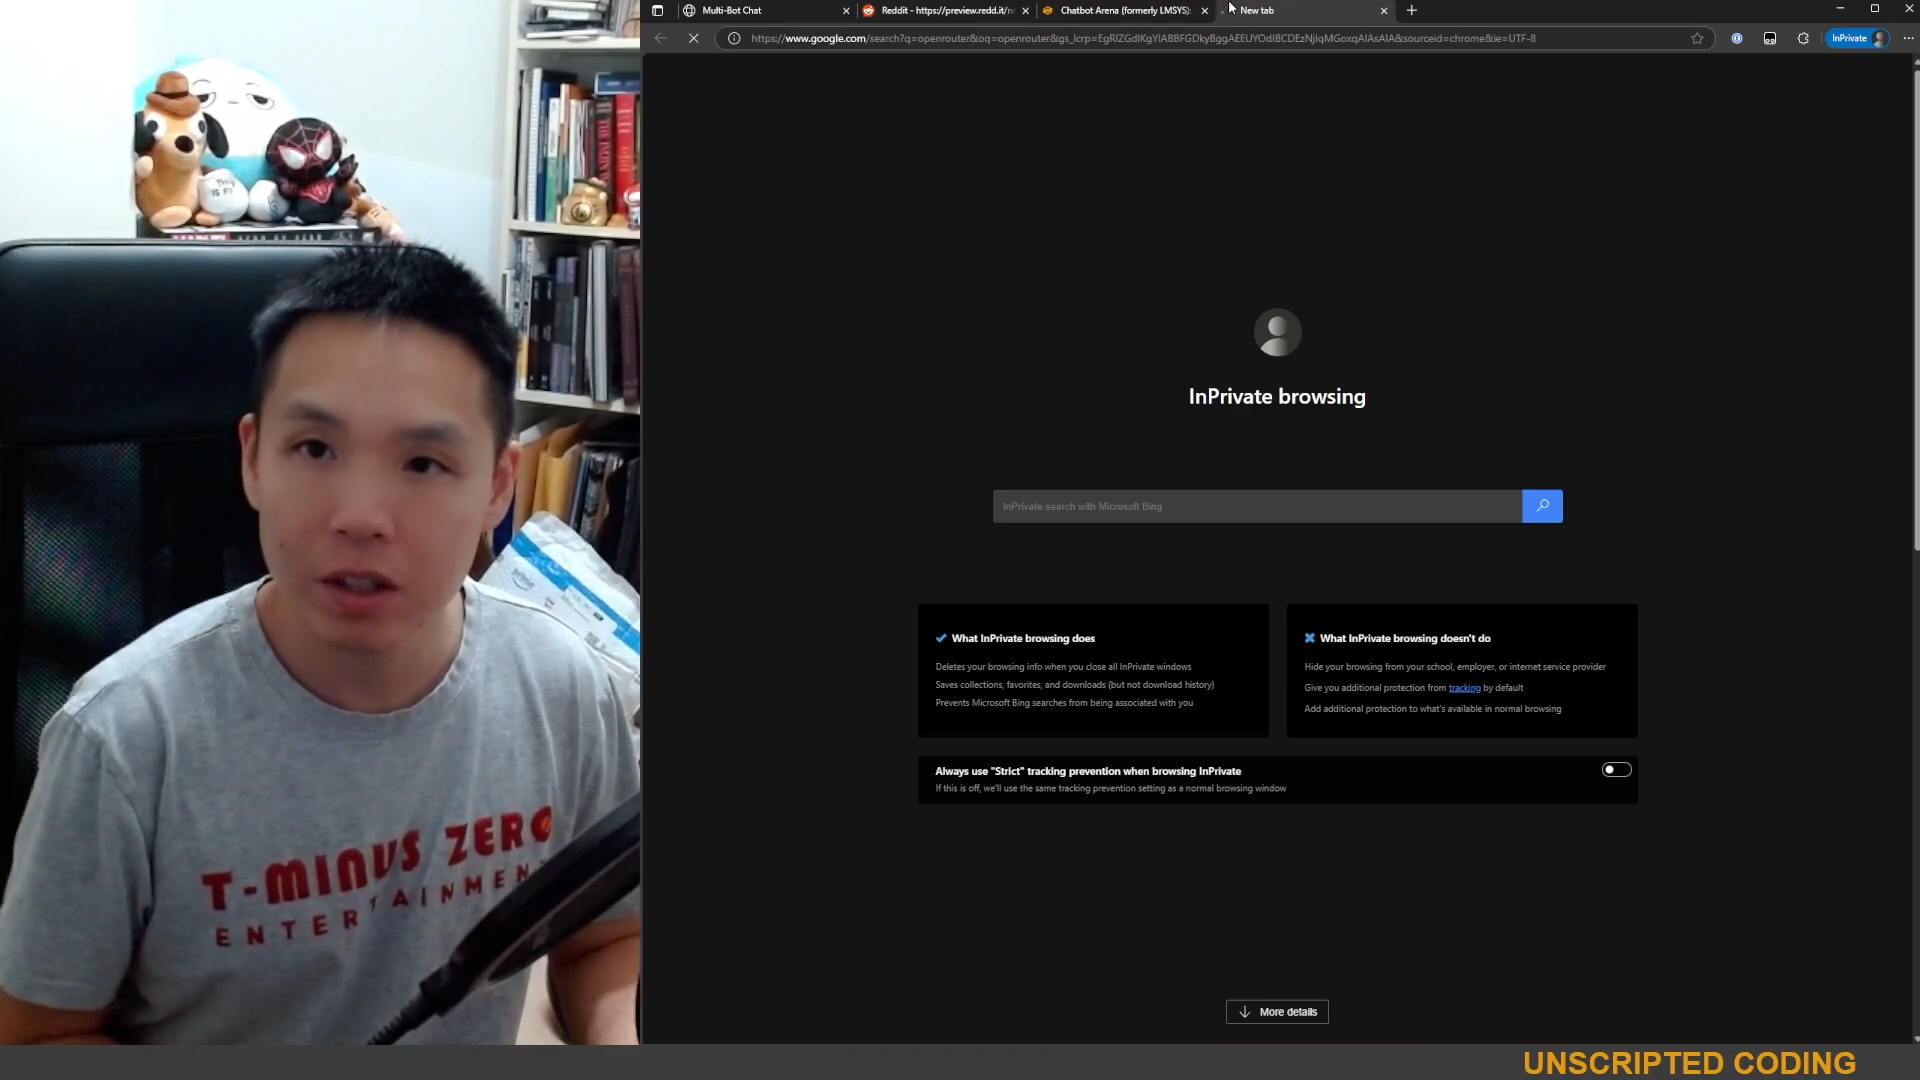 Multi-Bot Chat
Reddit - https://preview.redd.it/
Chatbot Arena (formerly LMSYS):
New tab
https://www.google.com/search?q=openrouter&oq=openrouter&gs_lcrp=EgRlZGdlKgYIABBFGDkyBggAEEUYOdIBCDEzNjlqMGoxqAIAsAIA&sourceid=chrome&ie=UTF-8
InPrivate
InPrivate browsing
InPrivate search with Microsoft Bing
What InPrivate browsing does
Deletes your browsing info when you close all InPrivate windows
Saves collections, favorites, and downloads (but not download history)
Prevents Microsoft Bing searches from being associated with you
What InPrivate browsing doesn't do
Hide your browsing from your school, employer, or internet service provider
Give you additional protection from tracking by default
Add additional protection to what's available in normal browsing
Always use "Strict" tracking prevention when browsing InPrivate
If this is off, we'll use the same tracking prevention setting as a normal browsing window
More details
T-MINUS ZERO
ENTERTAINMEN
prime
UNSCRIPTED CODING